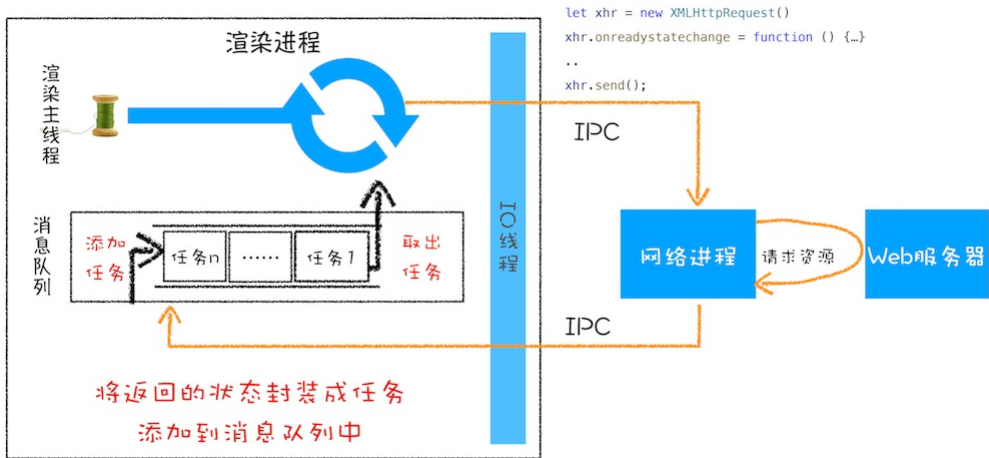 let xhr = new XMLHttpRequest()
xhr.onreadystatechange = function () {…}
..
xhr.send();
渲染进程
渲染主线程
IPC
IO线程
消息队列
添加
任务
任务n
……
任务1
取出
任务
网络进程
请求资源
Web服务器
IPC
将返回的状态封装成任务
添加到消息队列中